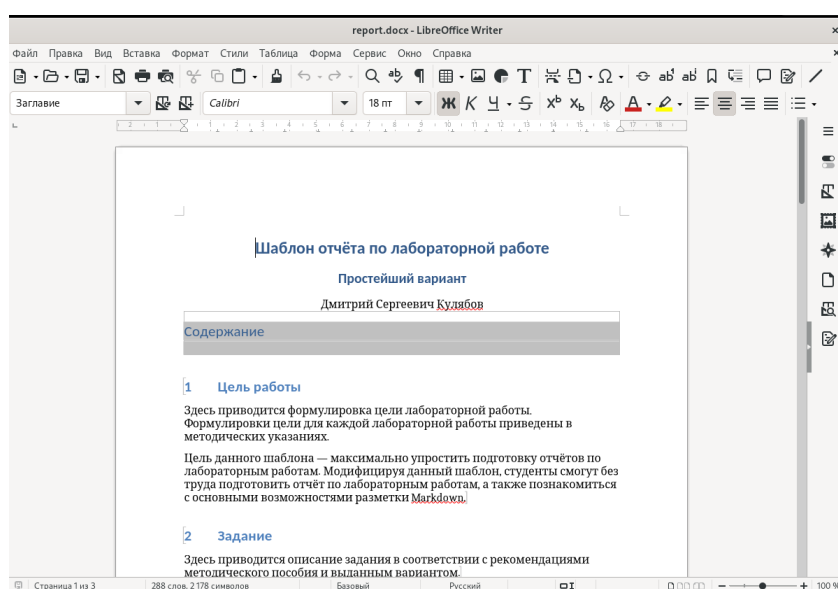 report.docx - LibreOffice Writer
Файл Правка Вид Вставка Формат Стили Таблица Форма Сервис Окно Справка
Заглавие Calibri 18 пт Ж К Ч S
Шаблон отчёта по лабораторной работе
Простейший вариант
Дмитрий Сергеевич Кулябов
Содержание
1 Цель работы
Здесь приводится формулировка цели лабораторной работы.
Формулировки цели для каждой лабораторной работы приведены в
методических указаниях.
Цель данного шаблона — максимально упростить подготовку отчётов по
лабораторным работам. Модифицируя данный шаблон, студенты смогут без
труда подготовить отчёт по лабораторным работам, а также познакомиться
с основными возможностями разметки Markdown.
2 Задание
Здесь приводится описание задания в соответствии с рекомендациями
методического пособия и выданным вариантом.
Страница 1 из 3 288 слов, 2 178 символов Базовый Русский 100 %